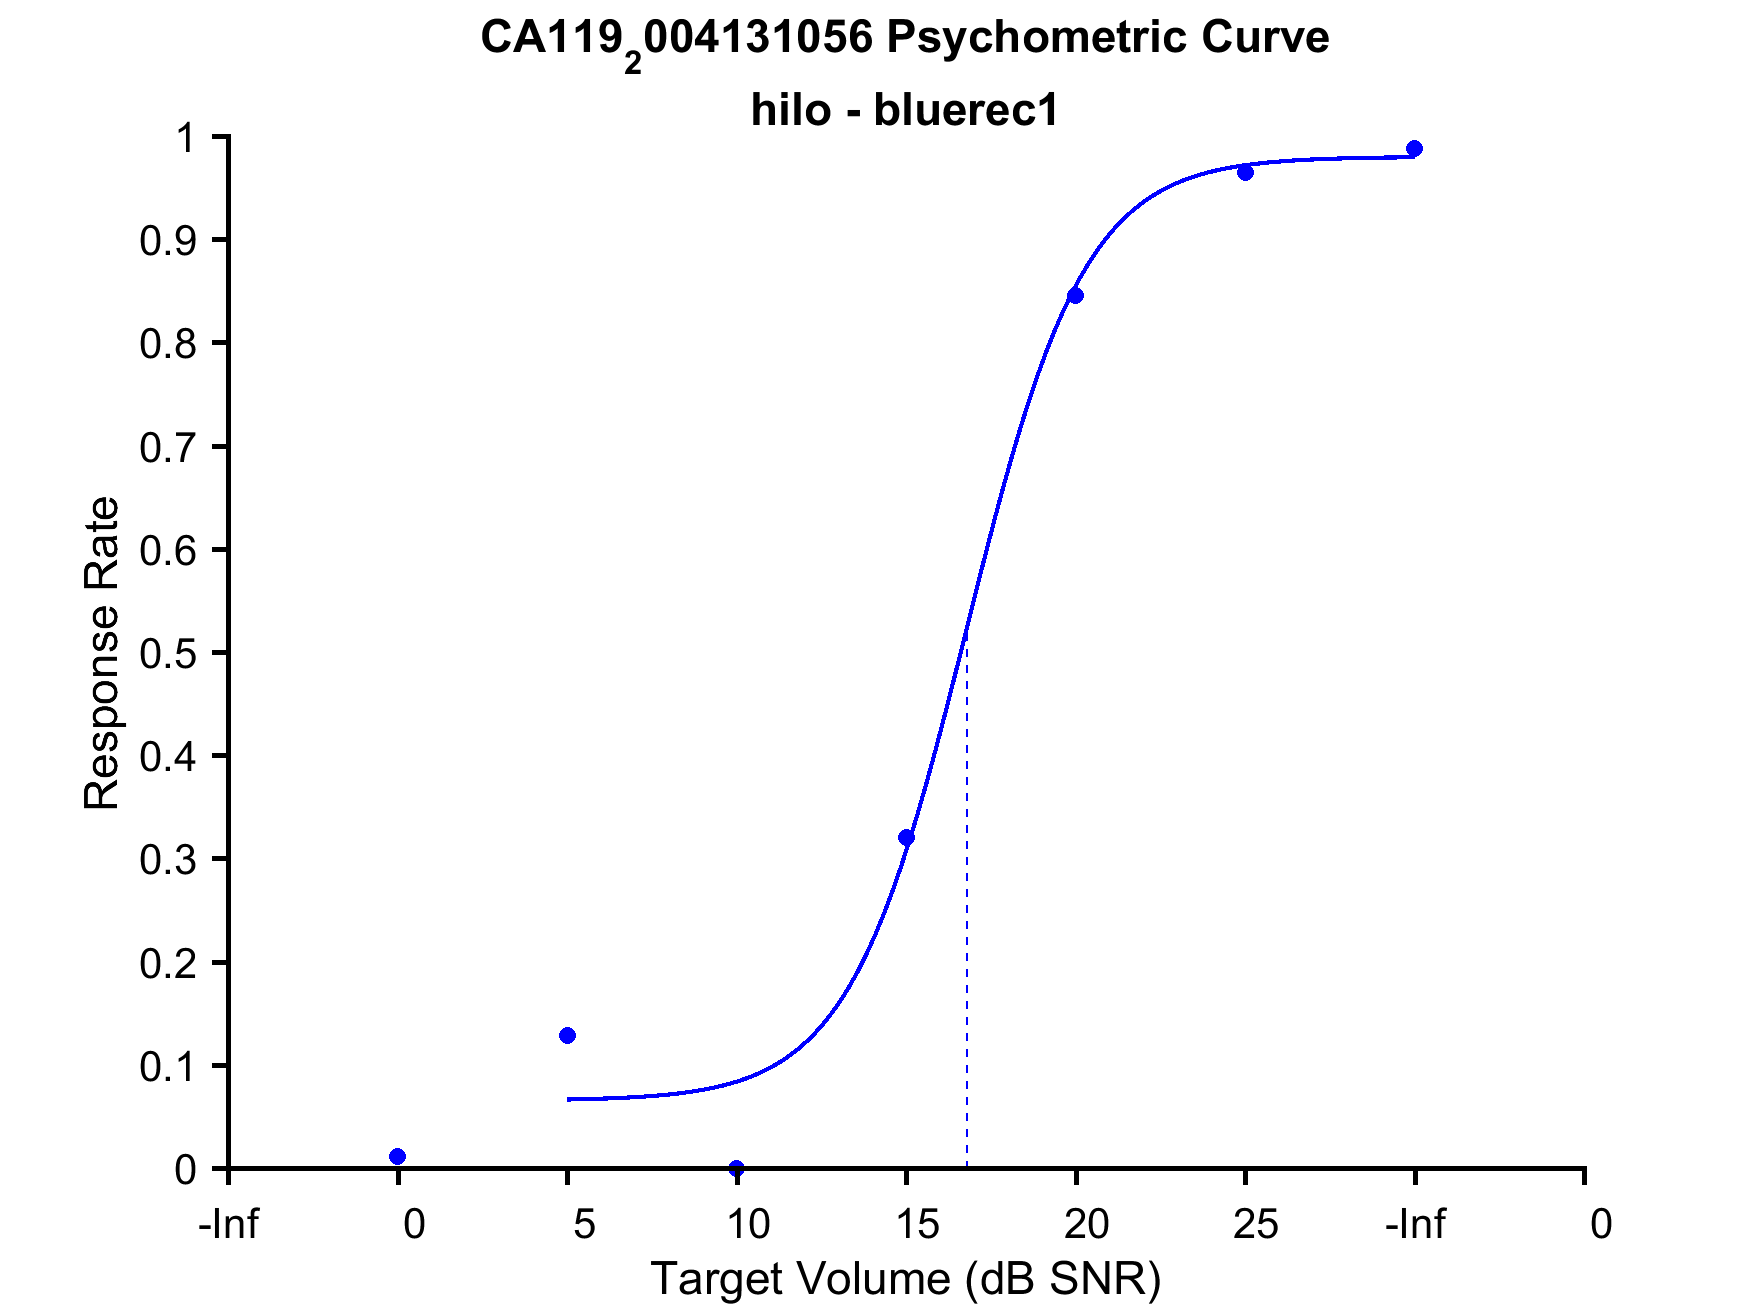 CA119₂004131056 Psychometric Curve
hilo - bluerec1
1
0.9
0.8
0.7
0.6
0.5
0.4
0.3
0.2
0.1
0
Response Rate
-Inf 0 5 10 15 20 25 -Inf 0
Target Volume (dB SNR)